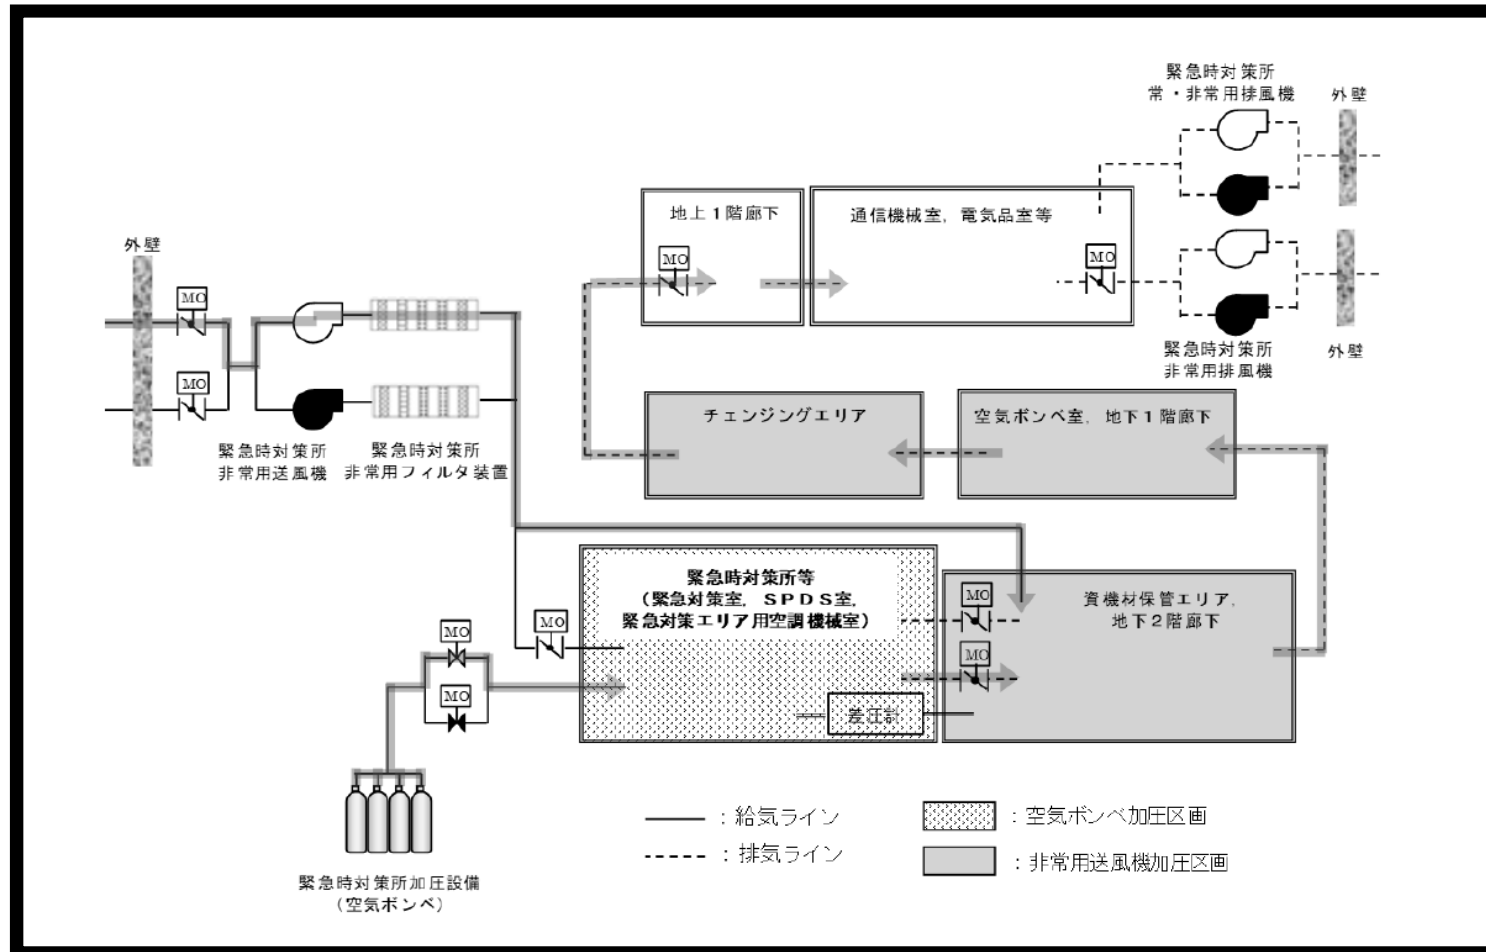 緊急時対策所
常・非常用排風機
外壁
地上１階廊下
通信機械室，電気品室等
MO
MO
外壁
MO
MO
緊急時対策所
非常用排風機
外壁
緊急時対策所
非常用送風機
緊急時対策所
非常用フィルタ装置
チェンジングエリア
空気ボンベ室，地下１階廊下
緊急時対策所等
（緊急対策室，ＳＰＤＳ室，
緊急対策エリア用空調機械室）
MO
MO
資機材保管エリア，
地下２階廊下
MO
MO
MO
差圧計
緊急時対策所加圧設備
（空気ボンベ）
：給気ライン
：排気ライン
：空気ボンベ加圧区画
：非常用送風機加圧区画